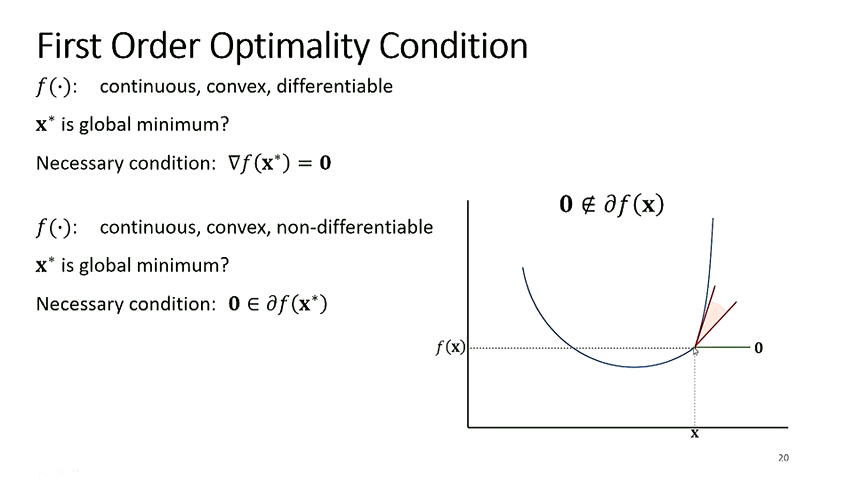 First Order Optimality Condition
f(·): continuous, convex, differentiable
x* is global minimum?
Necessary condition: ∇f(x*) = 0
f(·): continuous, convex, non-differentiable
x* is global minimum?
Necessary condition: 0 ∈ ∂f(x*)
0 ∉ ∂f(x)
f(x)
0
x
20